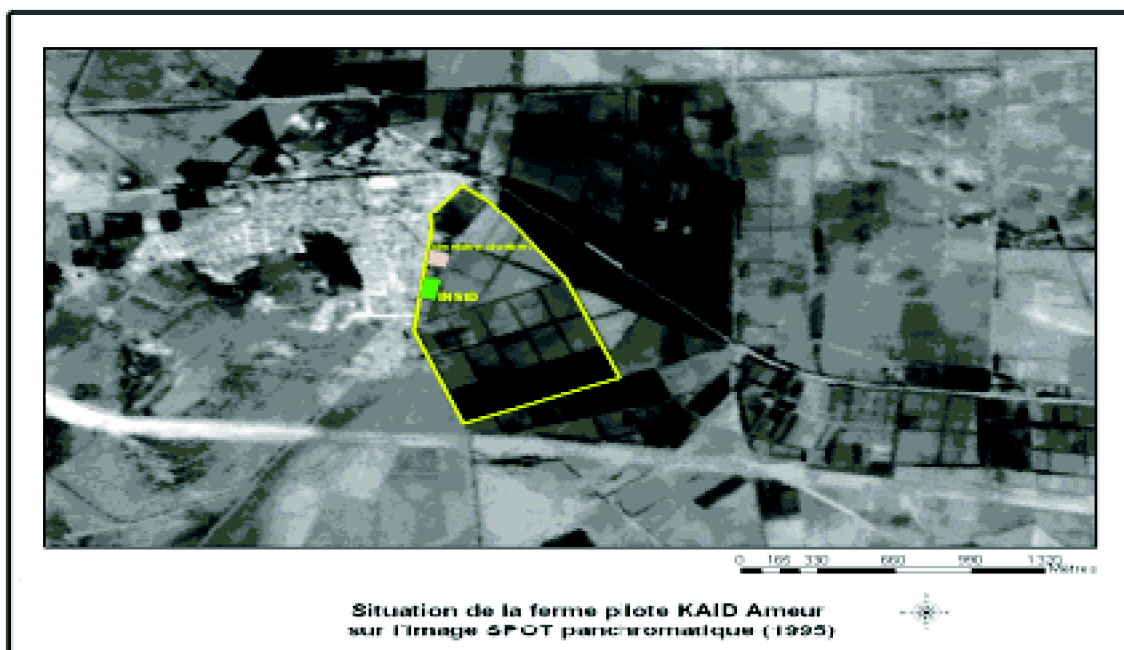 INSID
0 165 330 660 990 1320
Mètres
Situation de la ferme pilote KAID Ameur
sur l'image SPOT panchromatique (1995)